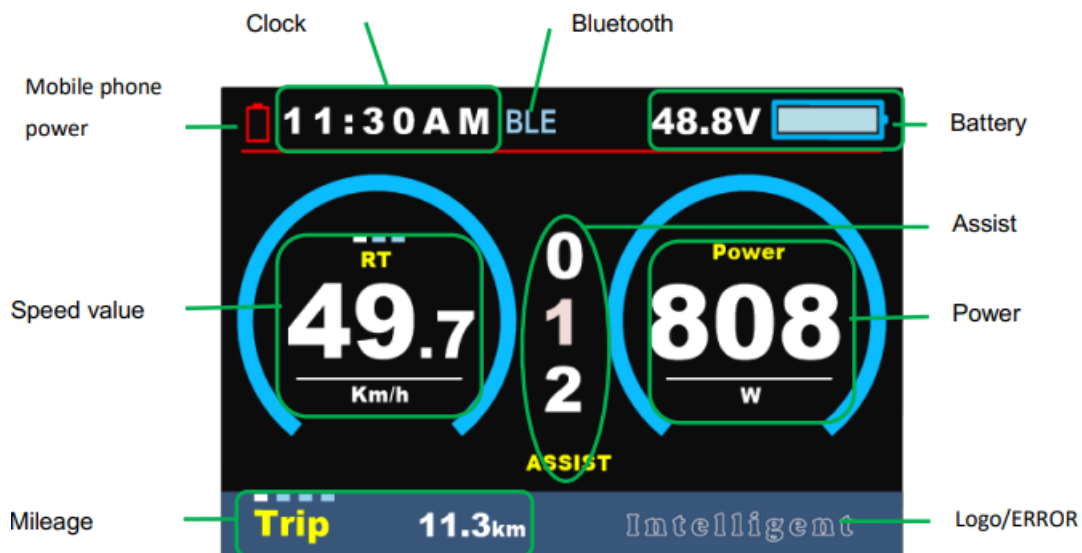 Clock
Bluetooth
Mobile phone
power
11:30AM BLE 48.8V
Battery
Assist
RT
49.7
Km/h
0
1
2
ASSIST
Power
808
W
Speed value
Power
Mileage
Trip 11.3km
Intelligent
Logo/ERROR